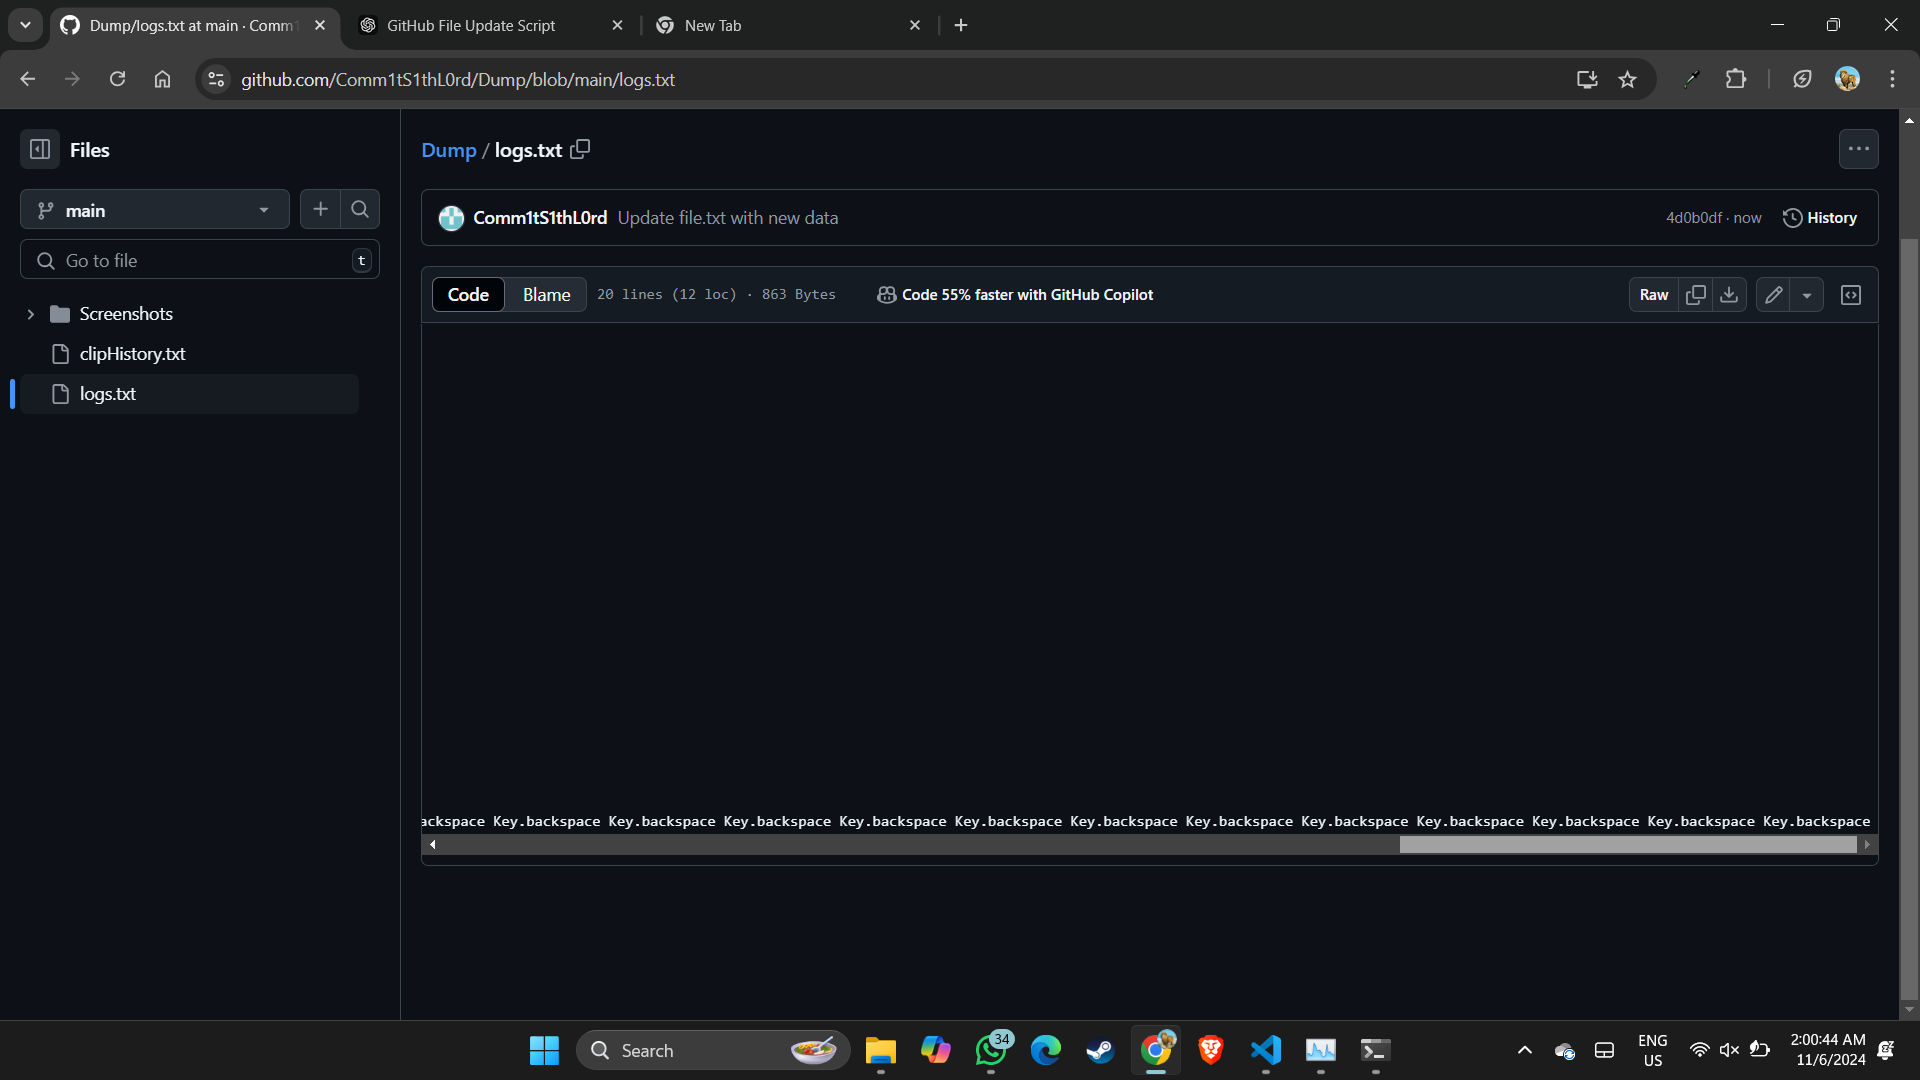 Dump/logs.txt at main · Comm1
GitHub File Update Script
New Tab
github.com/Comm1tS1thL0rd/Dump/blob/main/logs.txt
Files
Dump / logs.txt
main
Comm1tS1thL0rd Update file.txt with new data
4d0b0df · now
History
Go to file
t
Code
Blame
20 lines (12 loc) · 863 Bytes
Code 55% faster with GitHub Copilot
Raw
Screenshots
clipHistory.txt
logs.txt
ackspace Key.backspace Key.backspace Key.backspace Key.backspace Key.backspace Key.backspace Key.backspace Key.backspace Key.backspace Key.backspace Key.backspace Key.backspace
Search
34
ENG
US
2:00:44 AM
11/6/2024